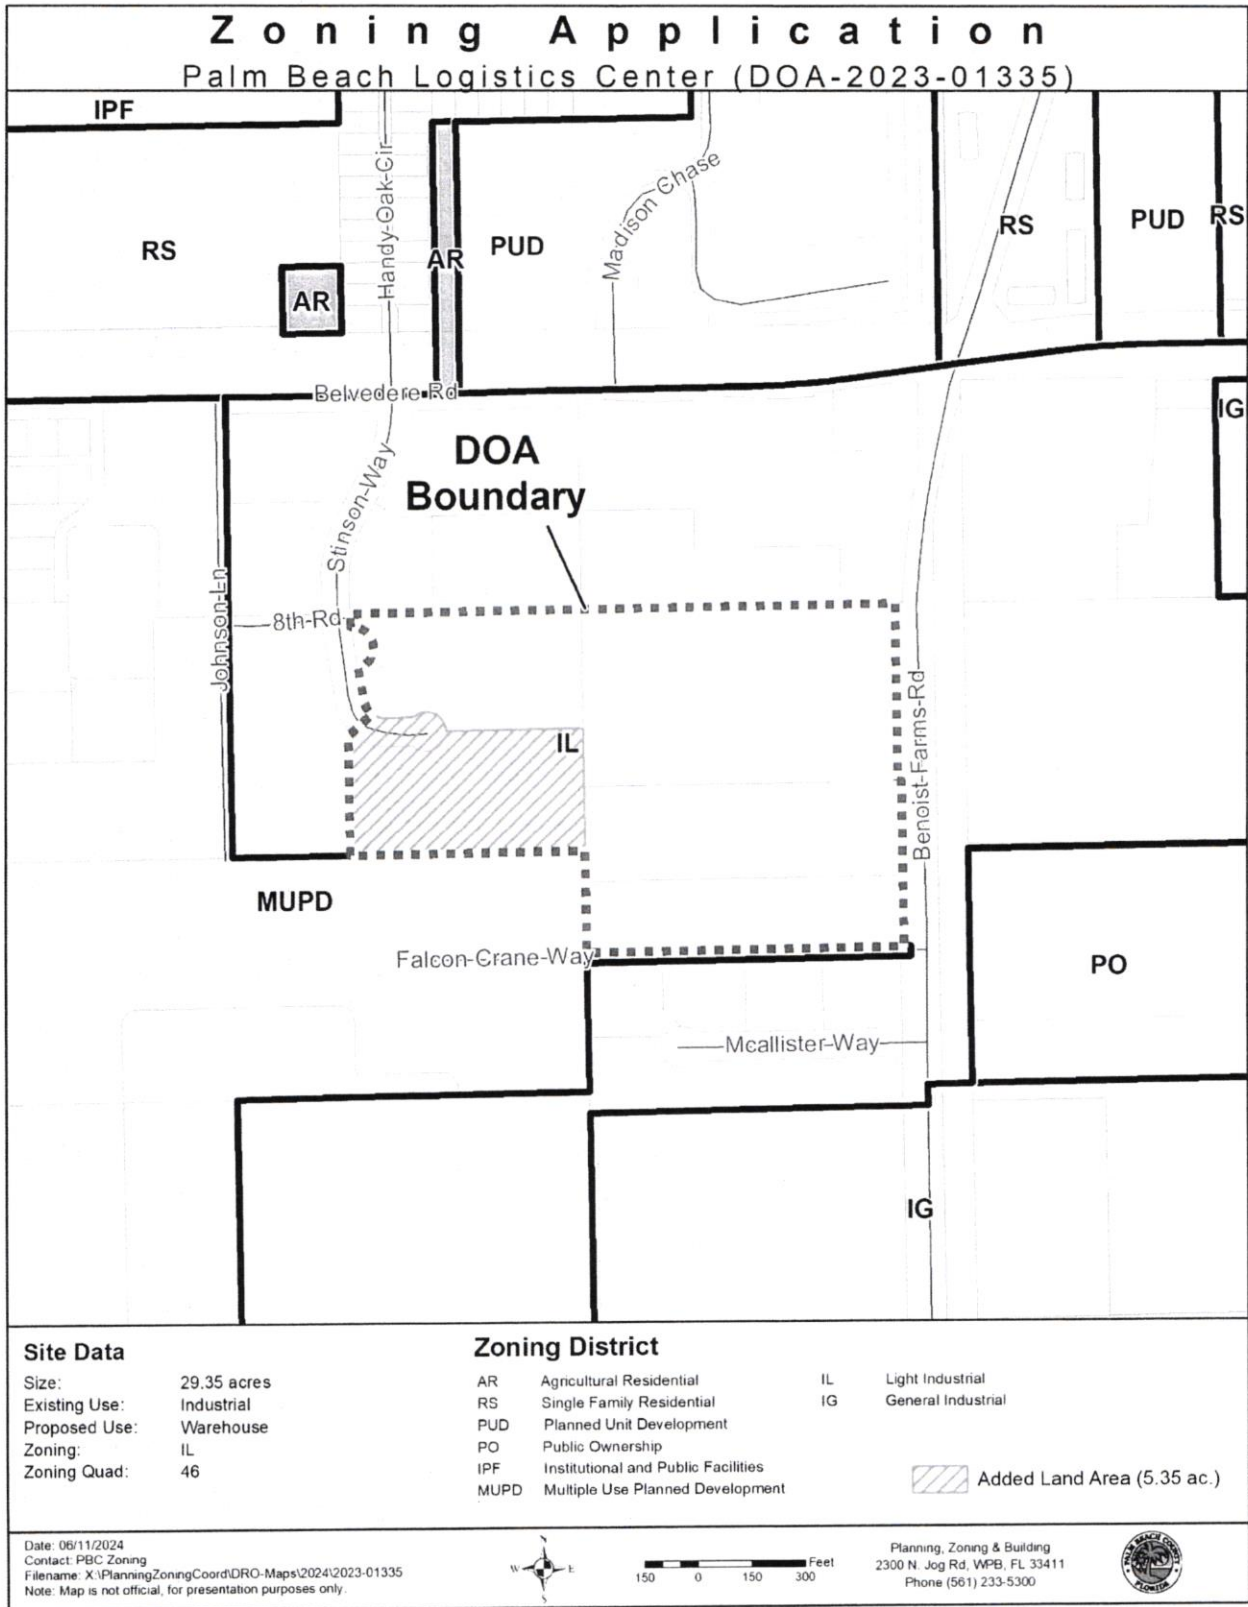 Zoning Application
Palm Beach Logistics Center (DOA-2023-01335)
IPF
RS
AR
Handy-Oak-Cir
AR
PUD
Madison Chase
RS
PUD
RS
Belvedere Rd
IG
DOA
Boundary
Stinson-Way
Johnson-Ln
8th-Rd
IL
Benoist-Farms-Rd
MUPD
Falcon-Crane-Way
PO
Mcallister-Way
IG
Site Data
Size: 29.35 acres
Existing Use: Industrial
Proposed Use: Warehouse
Zoning: IL
Zoning Quad: 46
Zoning District
AR Agricultural Residential
RS Single Family Residential
PUD Planned Unit Development
PO Public Ownership
IPF Institutional and Public Facilities
MUPD Multiple Use Planned Development
IL Light Industrial
IG General Industrial
Added Land Area (5.35 ac.)
Date: 06/11/2024
Contact: PBC Zoning
Filename: X:\PlanningZoningCoord\DRO-Maps\2024\2023-01335
Note: Map is not official, for presentation purposes only.
N
W E
S
150 0 150 300 Feet
Planning, Zoning & Building
2300 N. Jog Rd, WPB, FL 33411
Phone (561) 233-5300
PALM BEACH COUNTY
FLORIDA